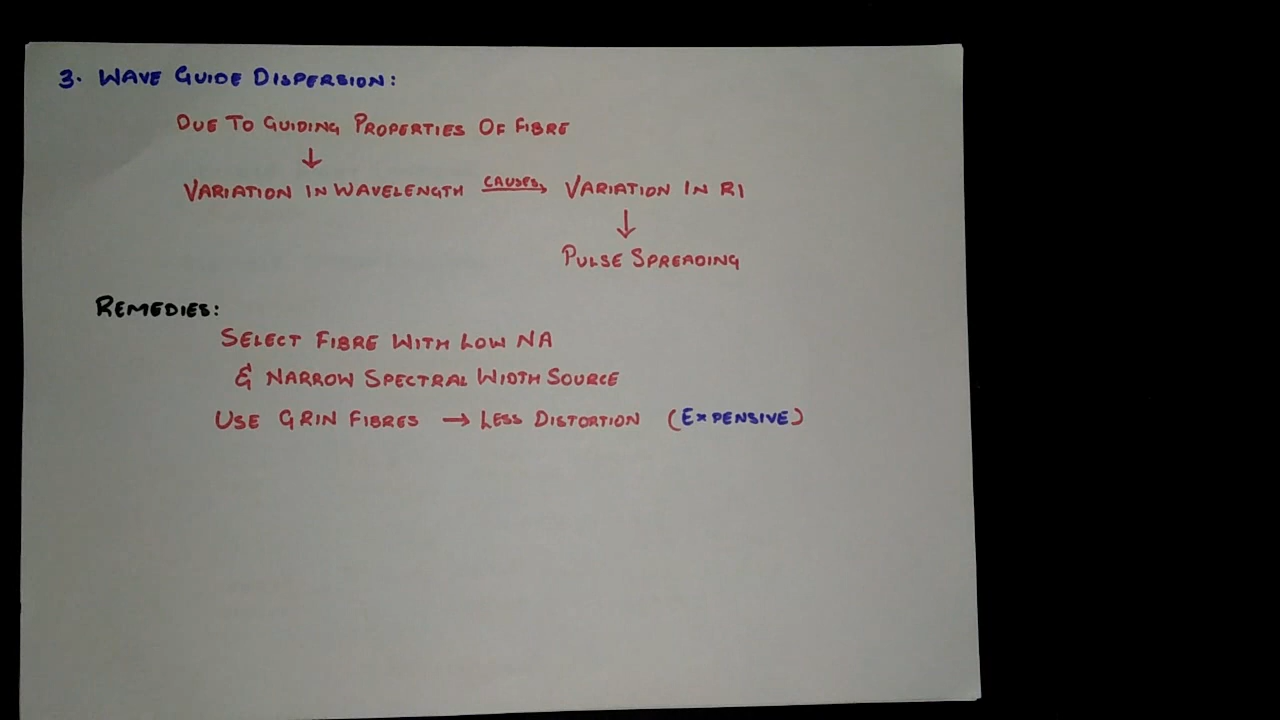 3. WAVE GUIDE DISPERSION:
DUE TO GUIDING PROPERTIES OF FIBRE
↓
VARIATION IN WAVELENGTH CAUSES→ VARIATION IN RI
↓
PULSE SPREADING
REMEDIES:
SELECT FIBRE WITH LOW NA
& NARROW SPECTRAL WIDTH SOURCE
USE GRIN FIBRES → LESS DISTORTION (EXPENSIVE)